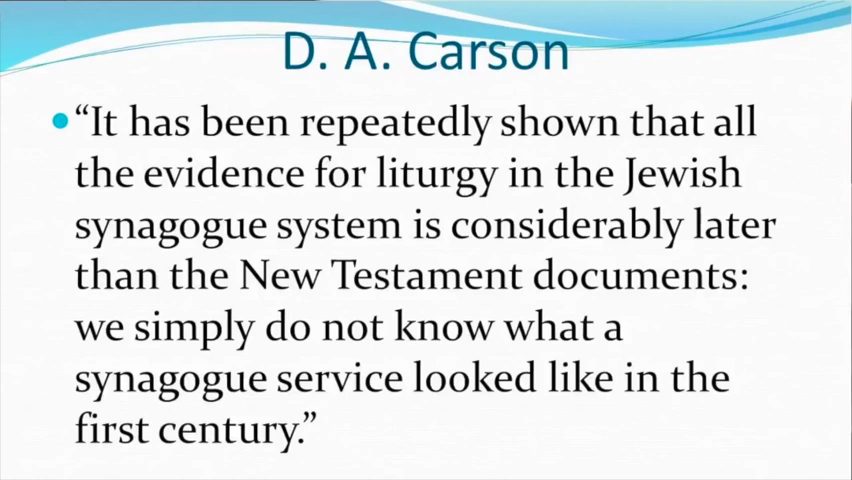 D. A. Carson
“It has been repeatedly shown that all
the evidence for liturgy in the Jewish
synagogue system is considerably later
than the New Testament documents:
we simply do not know what a
synagogue service looked like in the
first century.”